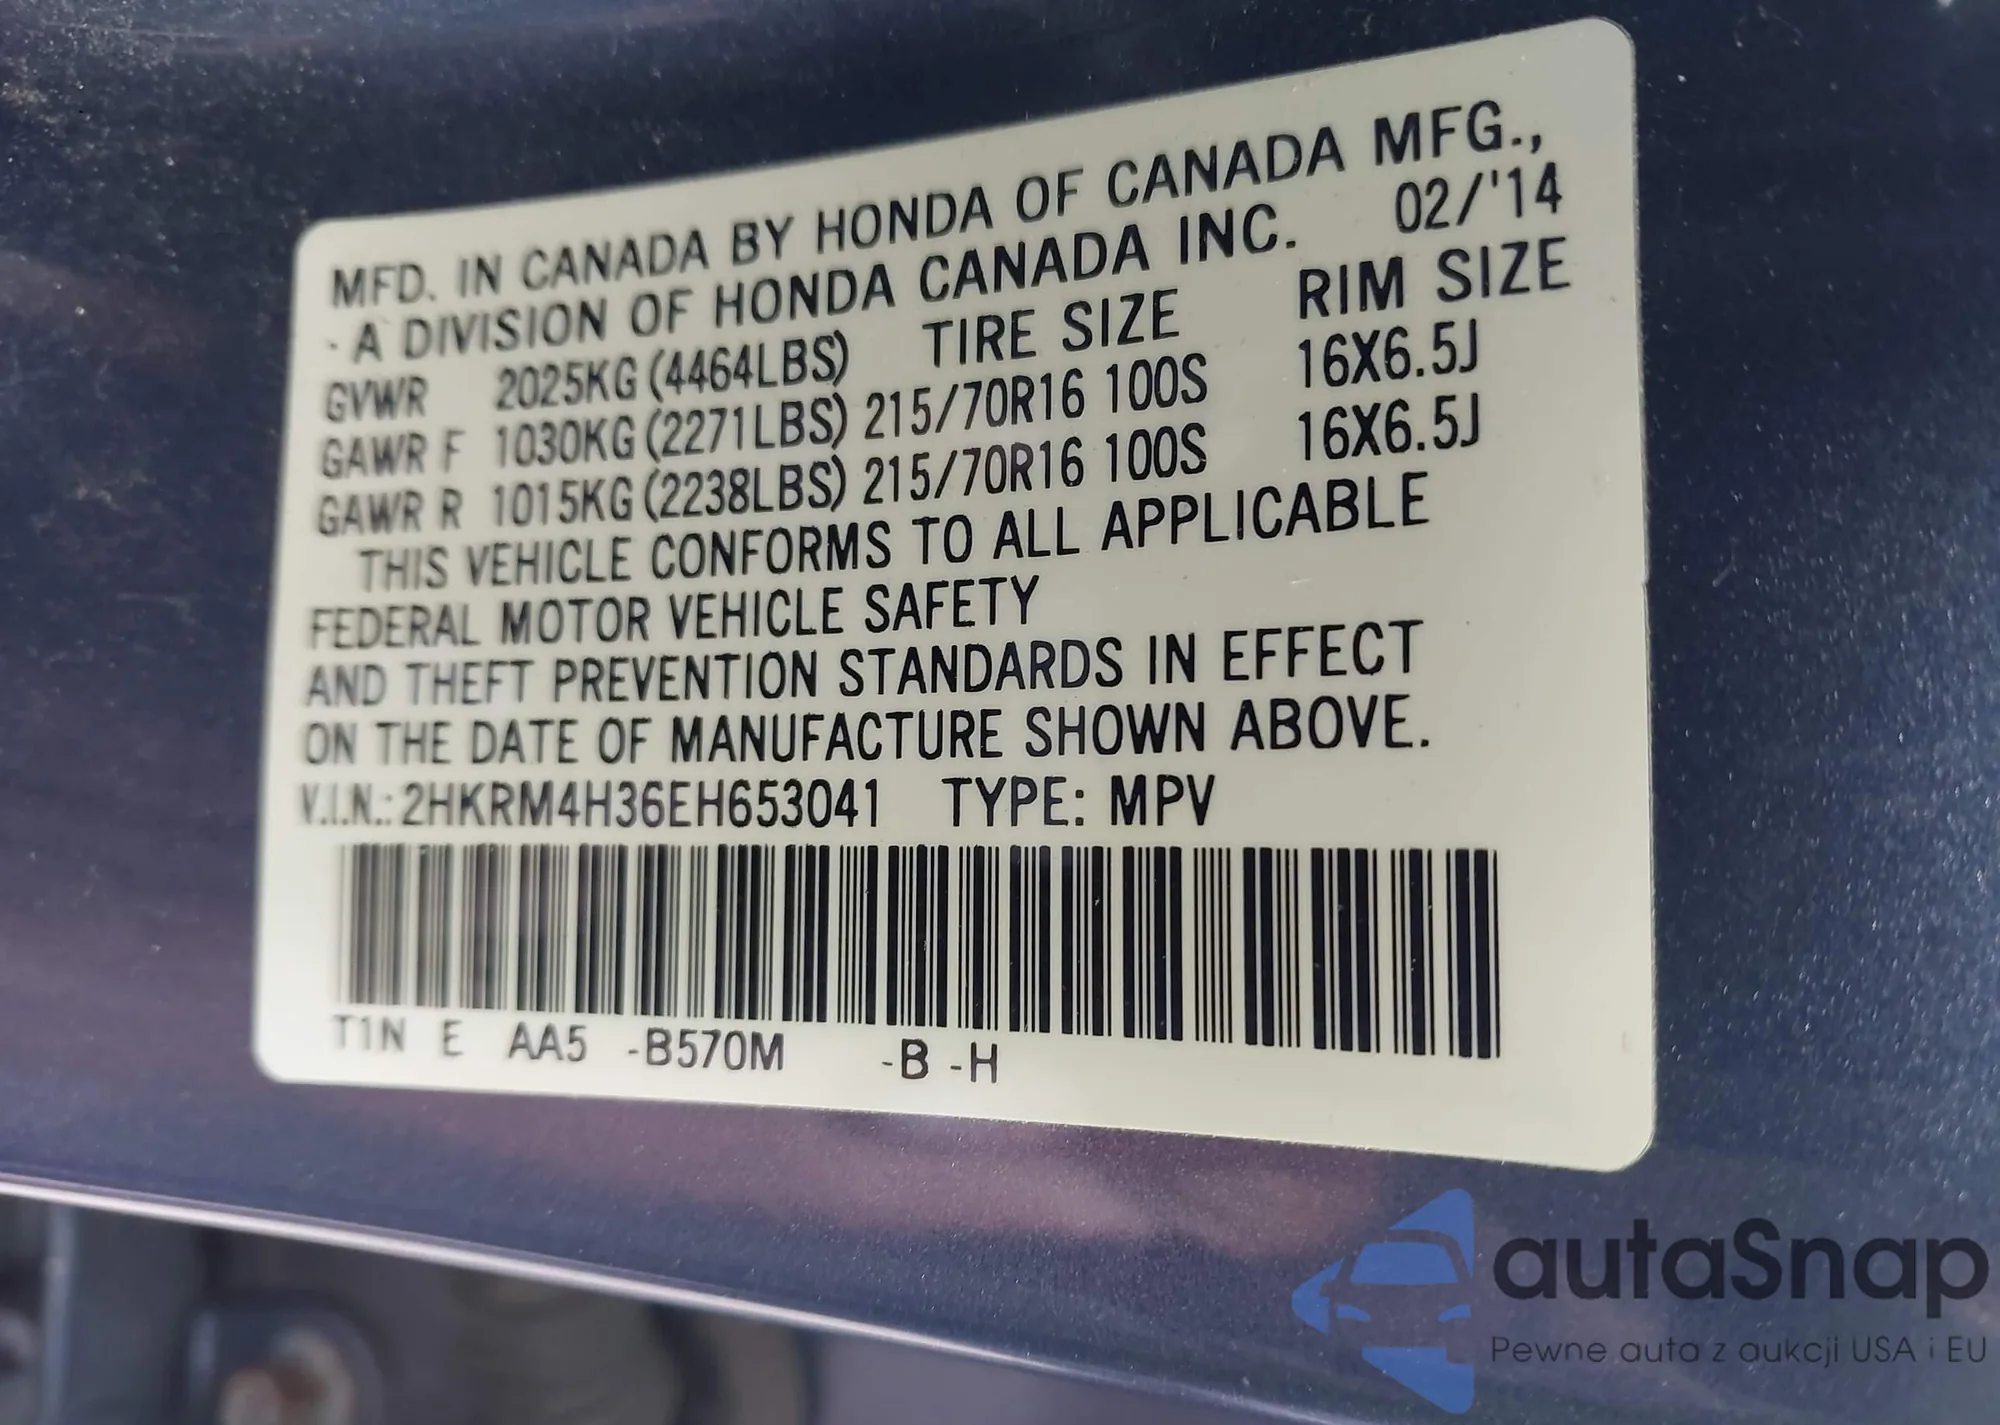 MFD. IN CANADA BY HONDA OF CANADA MFG.,
A DIVISION OF HONDA CANADA INC. 02/'14
GVWR 2025KG (4464LBS) TIRE SIZE RIM SIZE
GAWR F 1030KG (2271LBS) 215/70R16 100S 16X6.5J
GAWR R 1015KG (2238LBS) 215/70R16 100S 16X6.5J
THIS VEHICLE CONFORMS TO ALL APPLICABLE
FEDERAL MOTOR VEHICLE SAFETY
AND THEFT PREVENTION STANDARDS IN EFFECT
ON THE DATE OF MANUFACTURE SHOWN ABOVE.
V.I.N.: 2HKRM4H36EH653041 TYPE: MPV
T1N E AA5 -B570M -B -H
autaSnap
Pewne auta z aukcji USA i EU